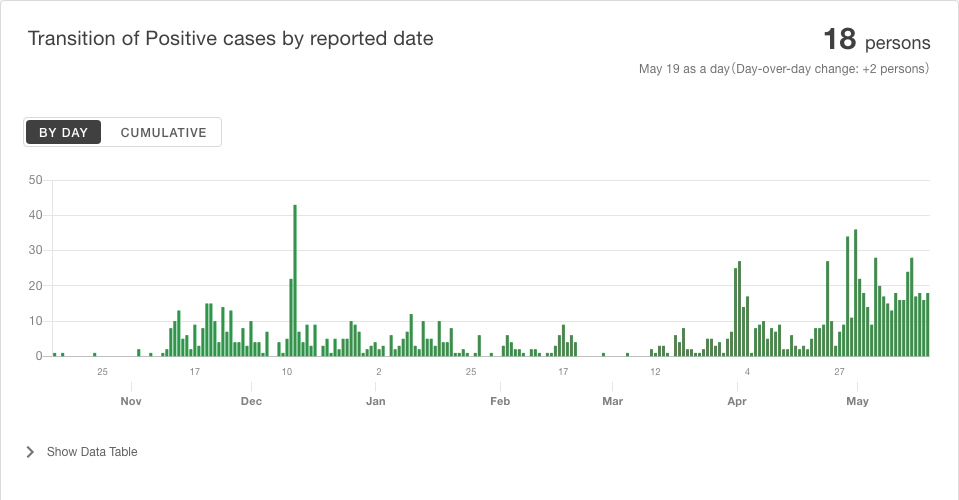 Transition of Positive cases by reported date
18 persons
May 19 as a day(Day-over-day change: +2 persons)
BY DAY
CUMULATIVE
50
40
30
20
10
0
25 17 10 2 25 17 12 4 27
Nov Dec Jan Feb Mar Apr May
Show Data Table